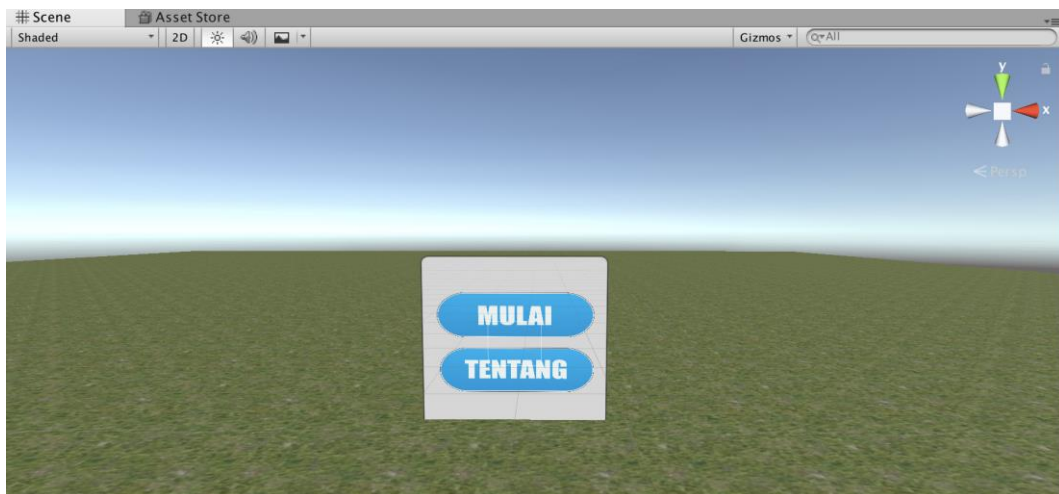 Scene Asset Store
Shaded 2D Gizmos All
y
x
Persp
MULAI
TENTANG